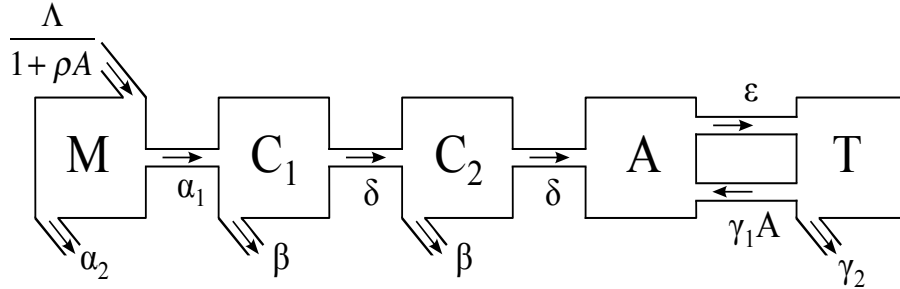 Λ
1 + ρA
ε
M C₁ C₂ A T
α₁ δ δ γ₁A
α₂ β β γ₂